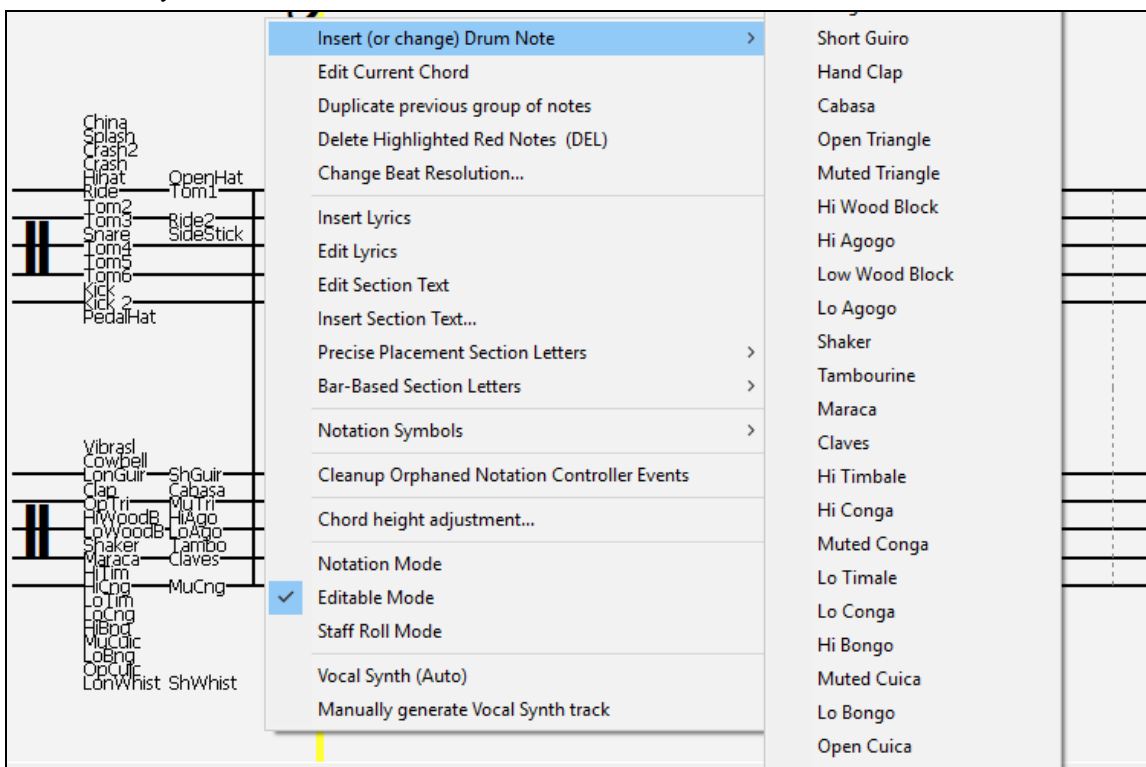 China
Splash
Crash2
Crash
Hihat OpenHat
Ride Tom1
Tom2
Tom3 Ride2
Snare SideStick
Tom4
Tom5
Tom6
Kick
Kick 2
PedalHat
Vibrasl
Cowbell
LonGuir ShGuir
Clap Cabasa
OpTri MuTri
HiWoodB HiAgo
LoWoodB LoAgo
Shaker Tambo
Maraca Claves
HiTim
HiCng MuCng
LoTim
LoCng
HiBng
MuCuic
LoBng
OpCuic
LonWhist ShWhist
Insert (or change) Drum Note >
Edit Current Chord
Duplicate previous group of notes
Delete Highlighted Red Notes (DEL)
Change Beat Resolution...
Insert Lyrics
Edit Lyrics
Edit Section Text
Insert Section Text...
Precise Placement Section Letters >
Bar-Based Section Letters >
Notation Symbols >
Cleanup Orphaned Notation Controller Events
Chord height adjustment...
Notation Mode
Editable Mode
Staff Roll Mode
Vocal Synth (Auto)
Manually generate Vocal Synth track
Short Guiro
Hand Clap
Cabasa
Open Triangle
Muted Triangle
Hi Wood Block
Hi Agogo
Low Wood Block
Lo Agogo
Shaker
Tambourine
Maraca
Claves
Hi Timbale
Hi Conga
Muted Conga
Lo Timale
Lo Conga
Hi Bongo
Muted Cuica
Lo Bongo
Open Cuica